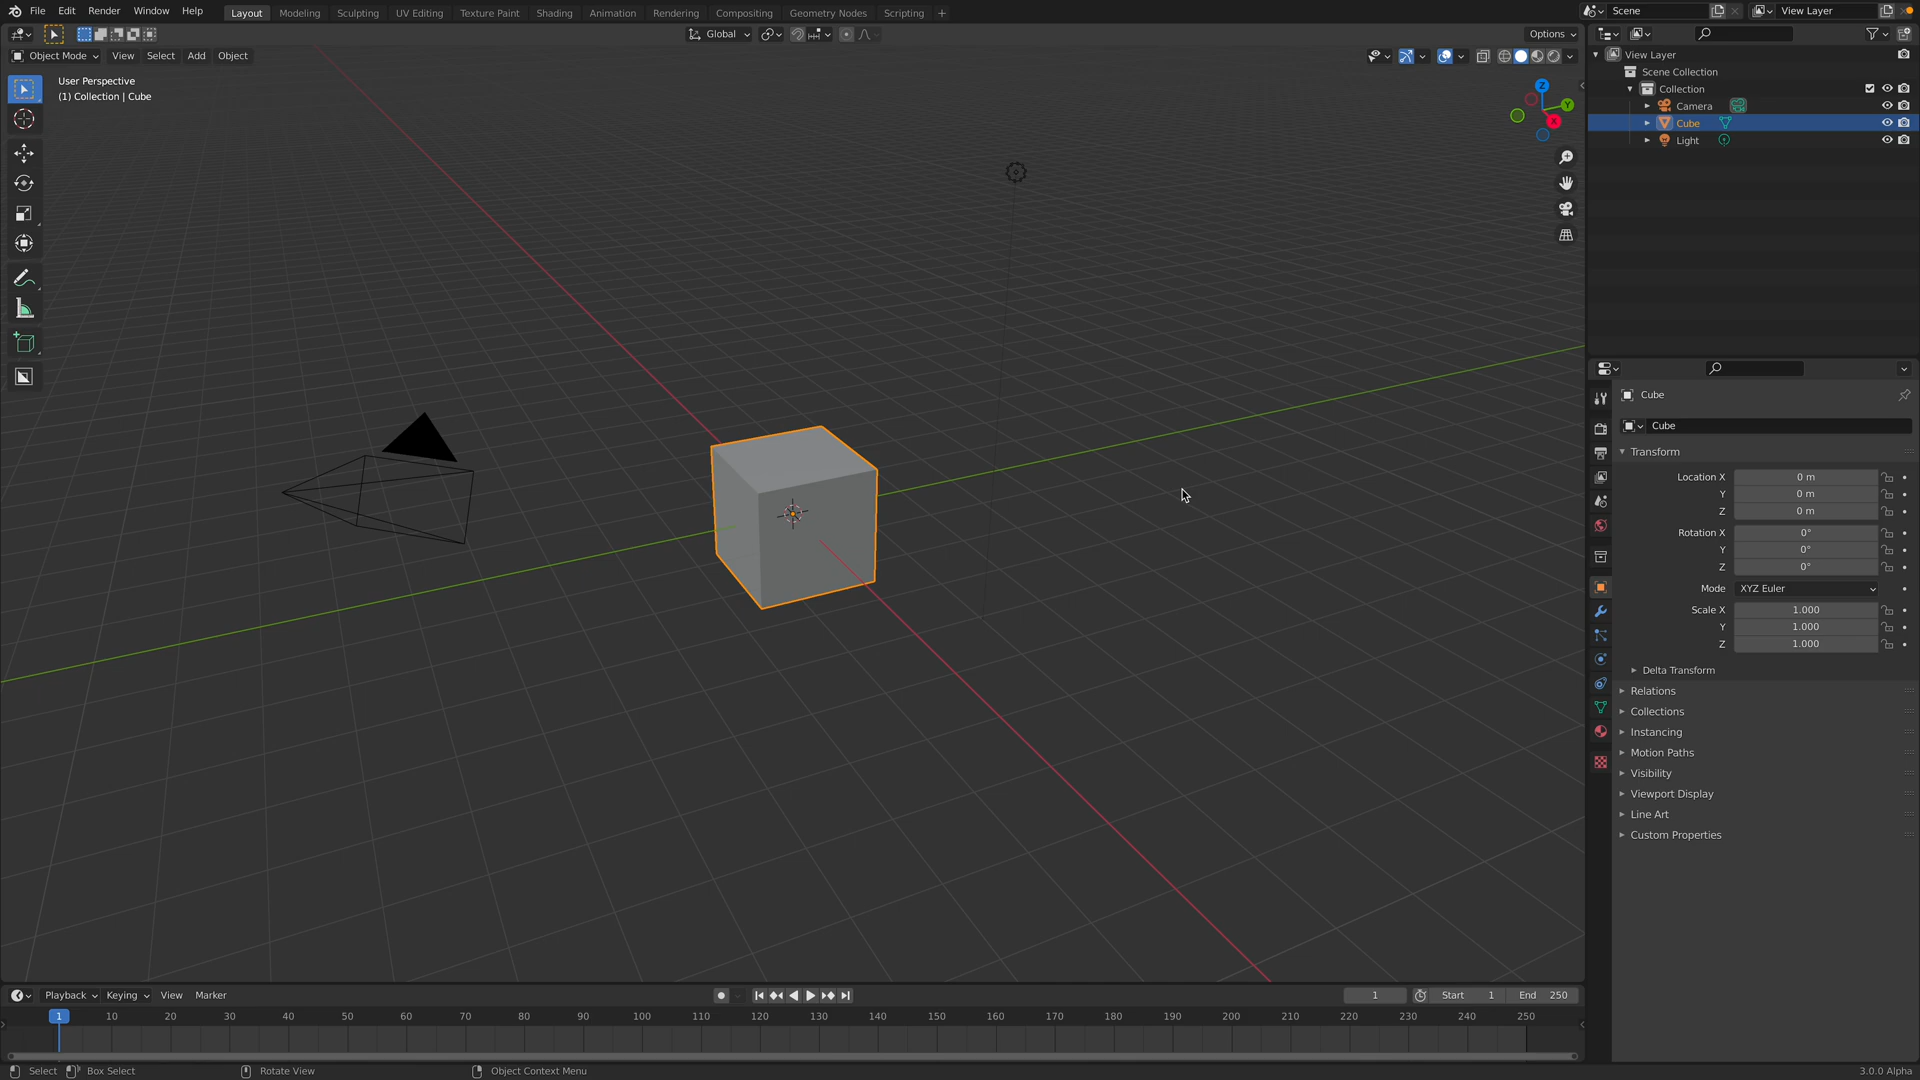 File Edit Render Window Help Layout Modeling Sculpting UV Editing Texture Paint Shading Animation Rendering Compositing Geometry Nodes Scripting + Scene View Layer
Global Options
Object Mode View Select Add Object
User Perspective
(1) Collection | Cube
Z
Y
X
View Layer
Scene Collection
Collection
Camera
Cube
Light
Cube
Cube
Transform
Location X 0 m
Y 0 m
Z 0 m
Rotation X 0°
Y 0°
Z 0°
Mode XYZ Euler
Scale X 1.000
Y 1.000
Z 1.000
Delta Transform
Relations
Collections
Instancing
Motion Paths
Visibility
Viewport Display
Line Art
Custom Properties
Playback Keying View Marker 1 Start 1 End 250
1 10 20 30 40 50 60 70 80 90 100 110 120 130 140 150 160 170 180 190 200 210 220 230 240 250
Select Box Select Rotate View Object Context Menu 3.0.0 Alpha